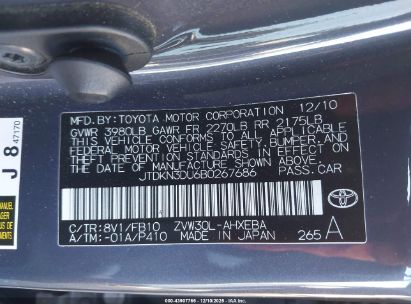 MFD. BY: TOYOTA MOTOR CORPORATION 12/10
GVWR 3980LB GAWR FR 2270LB RR 2175LB
THIS VEHICLE CONFORMS TO ALL APPLICABLE FEDERAL
MOTOR VEHICLE SAFETY, BUMPER, AND
THEFT PREVENTION STANDARDS IN EFFECT ON
THE DATE OF MANUFACTURE SHOWN ABOVE.
JTDKN3DU6B0267686 PASS.CAR
C/TR: 8V1/FB10 ZVW30L-AHXEBA
A/TM: -01A/P410 MADE IN JAPAN 265 A
TOYOTA
J 8 47170